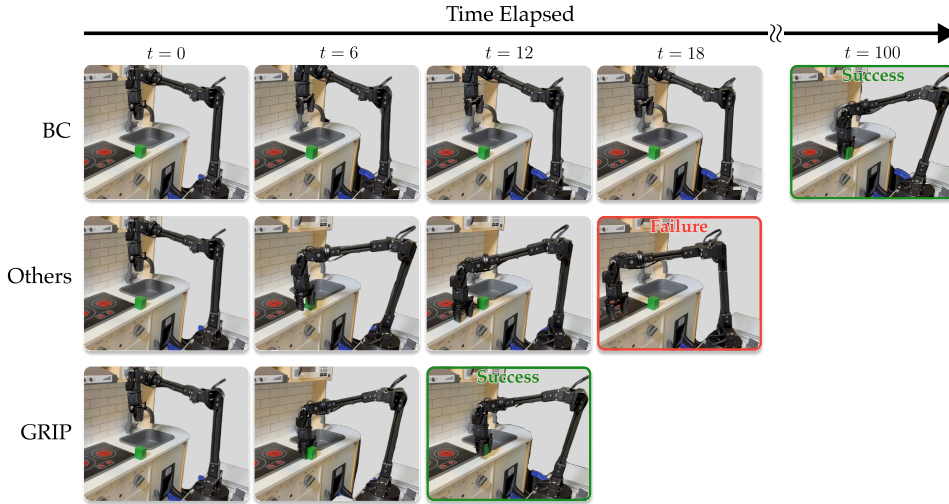 Time Elapsed
t = 0
t = 6
t = 12
t = 18
t = 100
BC
Success
Others
Failure
GRIP
Success